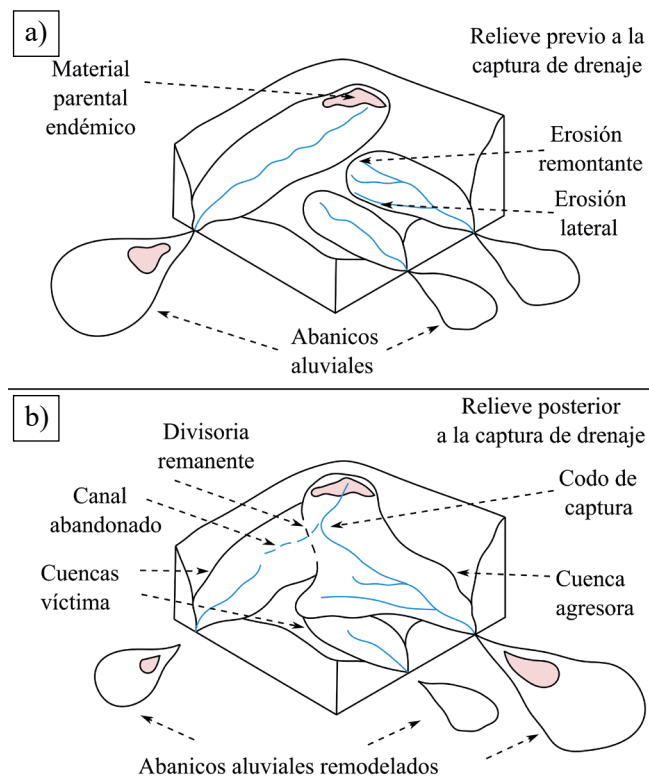 a)
Relieve previo a la
captura de drenaje
Material
parental
endémico
Erosión
remontante
Erosión
lateral
Abanicos
aluviales
b)
Relieve posterior
a la captura de drenaje
Divisoria
remanente
Canal
abandonado
Codo de
captura
Cuencas
víctima
Cuenca
agresora
Abanicos aluviales remodelados